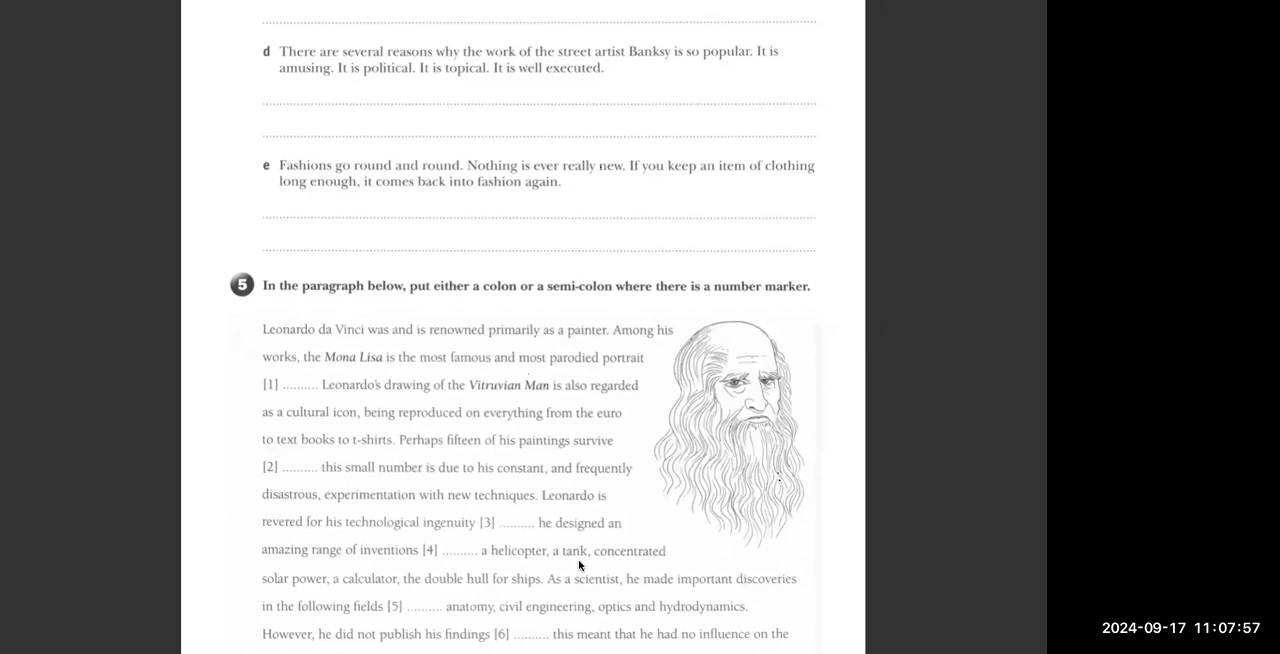 d There are several reasons why the work of the street artist Banksy is so popular. It is
amusing. It is political. It is topical. It is well executed.
e Fashions go round and round. Nothing is ever really new. If you keep an item of clothing
long enough, it comes back into fashion again.
5 In the paragraph below, put either a colon or a semi-colon where there is a number marker.
Leonardo da Vinci was and is renowned primarily as a painter. Among his
works, the Mona Lisa is the most famous and most parodied portrait
[1] .......... Leonardo's drawing of the Vitruvian Man is also regarded
as a cultural icon, being reproduced on everything from the euro
to text books to t-shirts. Perhaps fifteen of his paintings survive
[2] .......... this small number is due to his constant, and frequently
disastrous, experimentation with new techniques. Leonardo is
revered for his technological ingenuity [3] .......... he designed an
amazing range of inventions [4] .......... a helicopter, a tank, concentrated
solar power, a calculator, the double hull for ships. As a scientist, he made important discoveries
in the following fields [5] .......... anatomy, civil engineering, optics and hydrodynamics.
However, he did not publish his findings [6] .......... this meant that he had no influence on the
2024-09-17 11:07:57